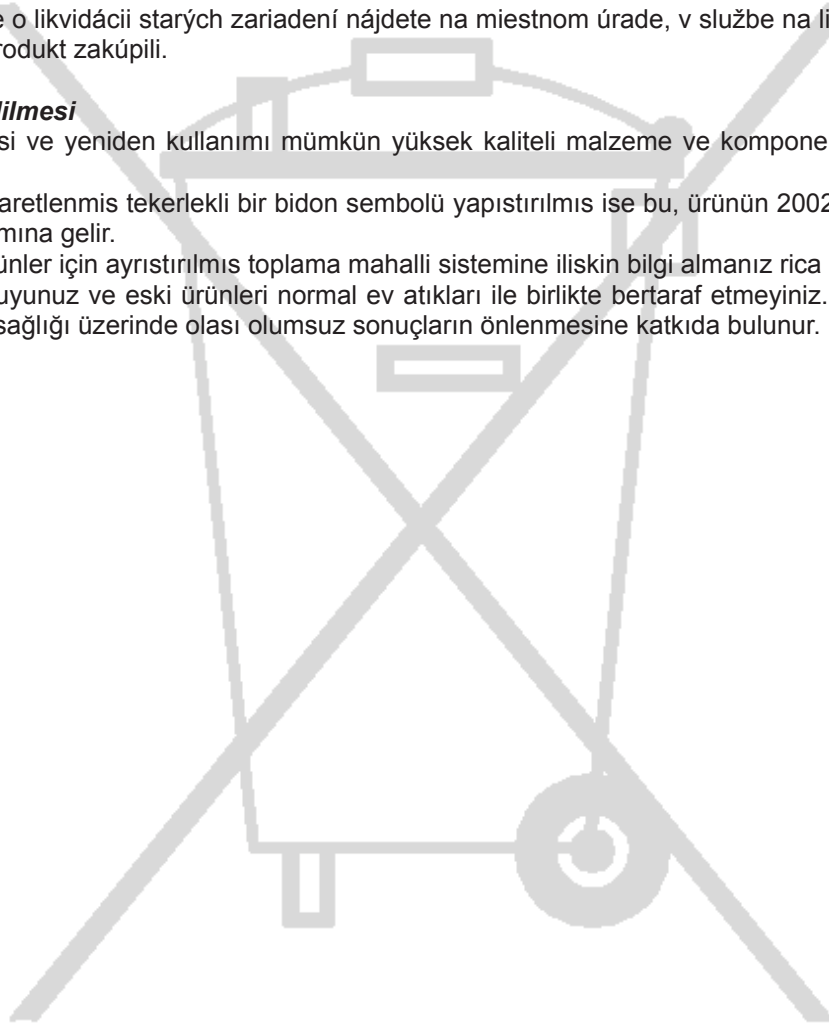 e o likvidácii starých zariadení nájdete na miestnom úrade, v službe na li
rodukt zakúpili.
dilmesi
si ve yeniden kullanımı mümkün yüksek kaliteli malzeme ve kompone
aretlenmis tekerlekli bir bidon sembolü yapıstırılmıs ise bu, ürünün 2002
mına gelir.
ünler için ayrıstırılmıs toplama mahalli sistemine iliskin bilgi almanız rica
uyunuz ve eski ürünleri normal ev atıkları ile birlikte bertaraf etmeyiniz.
sağlığı üzerinde olası olumsuz sonuçların önlenmesine katkıda bulunur.